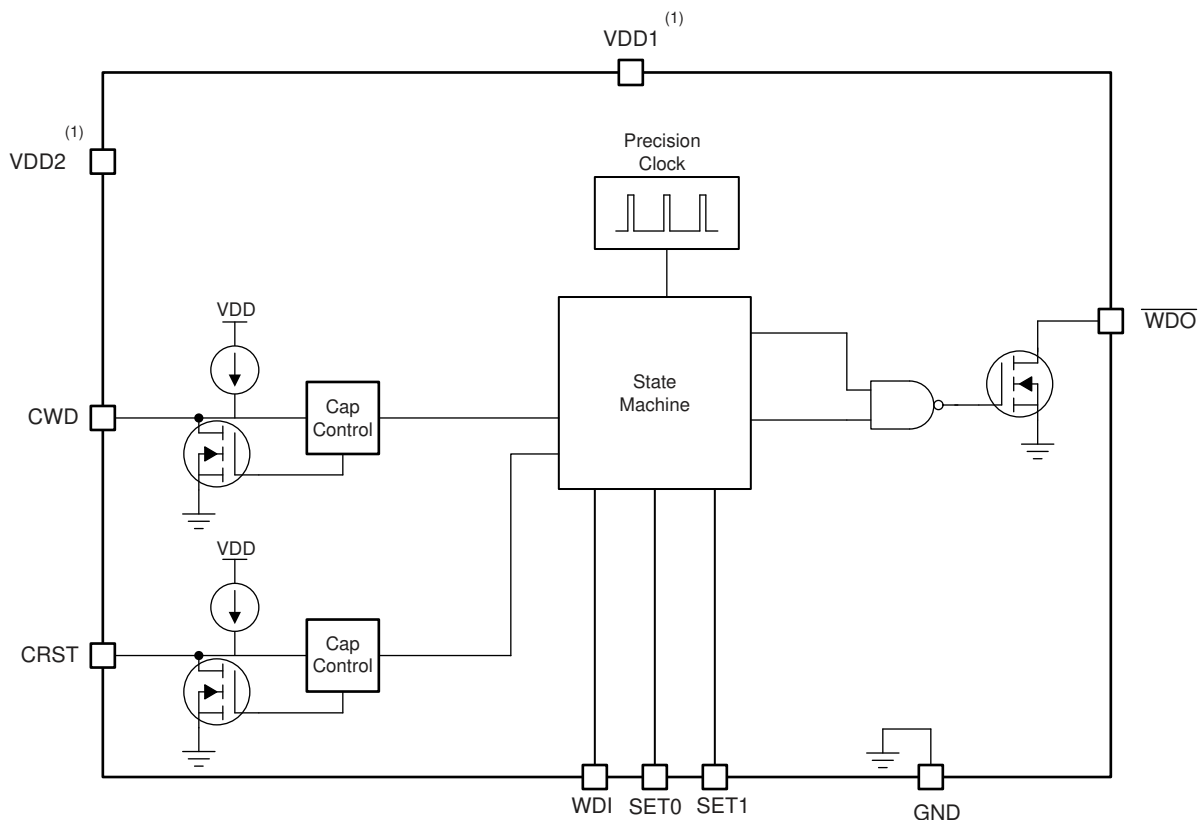 (1)
VDD1
(1)
VDD2
Precision
Clock
VDD
WDO
State
Machine
Cap
Control
CWD
VDD
Cap
Control
CRST
WDI
SET0
SET1
GND